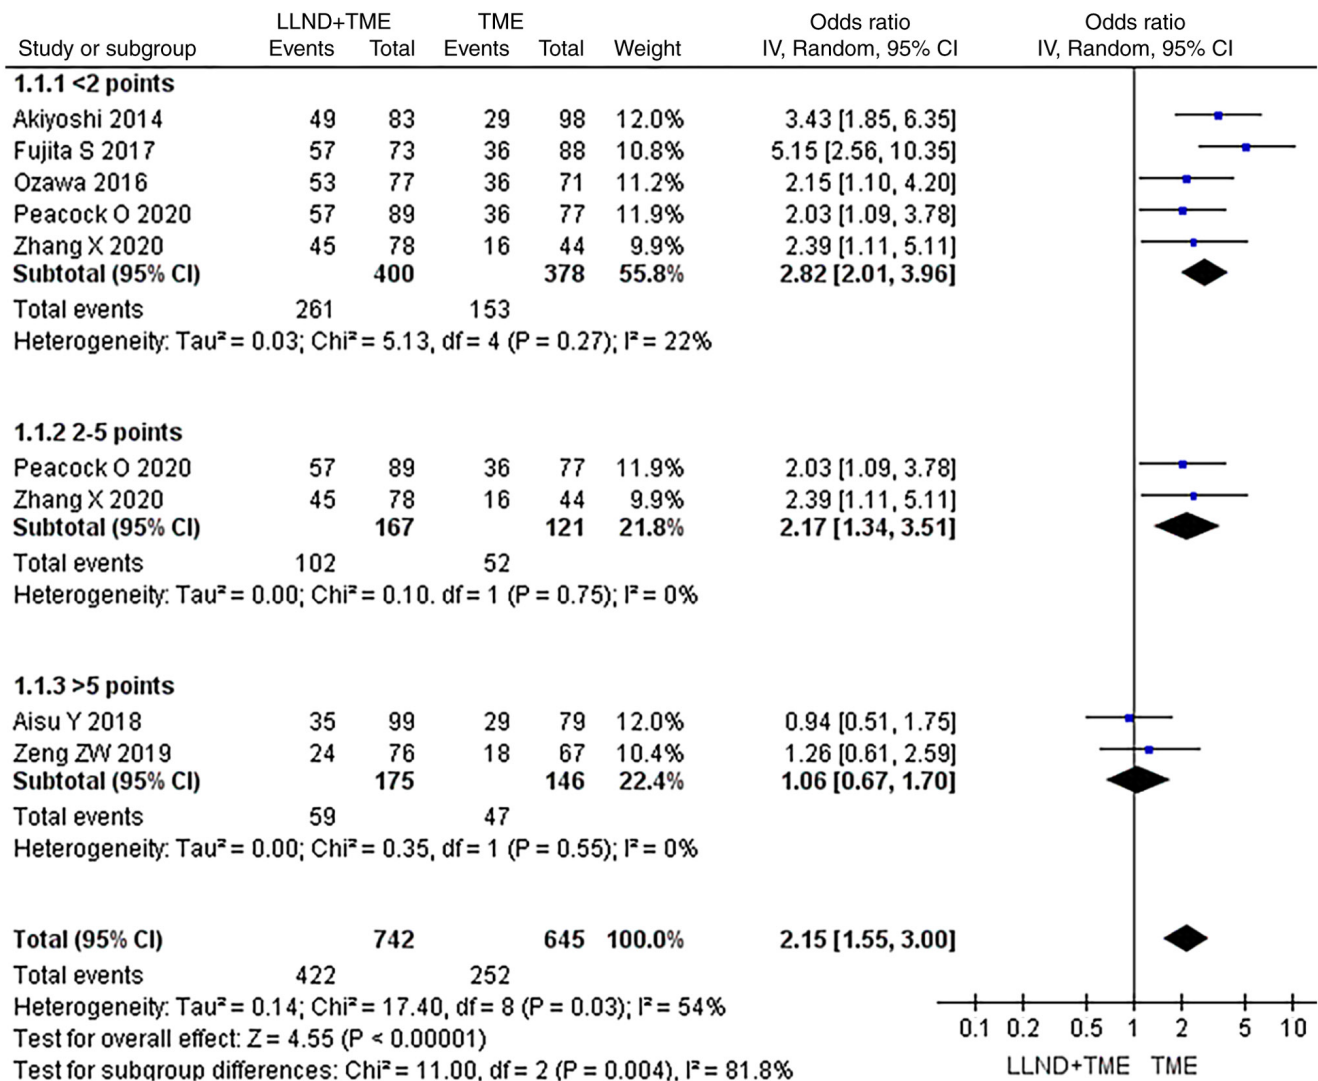 LLND+TME TME Odds ratio Odds ratio
Study or subgroup Events Total Events Total Weight IV, Random, 95% CI IV, Random, 95% CI
1.1.1 <2 points
Akiyoshi 2014 49 83 29 98 12.0% 3.43 [1.85, 6.35]
Fujita S 2017 57 73 36 88 10.8% 5.15 [2.56, 10.35]
Ozawa 2016 53 77 36 71 11.2% 2.15 [1.10, 4.20]
Peacock O 2020 57 89 36 77 11.9% 2.03 [1.09, 3.78]
Zhang X 2020 45 78 16 44 9.9% 2.39 [1.11, 5.11]
Subtotal (95% CI) 400 378 55.8% 2.82 [2.01, 3.96]
Total events 261 153
Heterogeneity: Tau² = 0.03; Chi² = 5.13, df = 4 (P = 0.27); I² = 22%
1.1.2 2-5 points
Peacock O 2020 57 89 36 77 11.9% 2.03 [1.09, 3.78]
Zhang X 2020 45 78 16 44 9.9% 2.39 [1.11, 5.11]
Subtotal (95% CI) 167 121 21.8% 2.17 [1.34, 3.51]
Total events 102 52
Heterogeneity: Tau² = 0.00; Chi² = 0.10. df = 1 (P = 0.75); I² = 0%
1.1.3 >5 points
Aisu Y 2018 35 99 29 79 12.0% 0.94 [0.51, 1.75]
Zeng ZW 2019 24 76 18 67 10.4% 1.26 [0.61, 2.59]
Subtotal (95% CI) 175 146 22.4% 1.06 [0.67, 1.70]
Total events 59 47
Heterogeneity: Tau² = 0.00; Chi² = 0.35, df = 1 (P = 0.55); I² = 0%
Total (95% CI) 742 645 100.0% 2.15 [1.55, 3.00]
Total events 422 252
Heterogeneity: Tau² = 0.14; Chi² = 17.40, df = 8 (P = 0.03); I² = 54%
Test for overall effect: Z = 4.55 (P < 0.00001)
Test for subgroup differences: Chi² = 11.00, df = 2 (P = 0.004), I² = 81.8%
0.1 0.2 0.5 1 2 5 10
LLND+TME TME